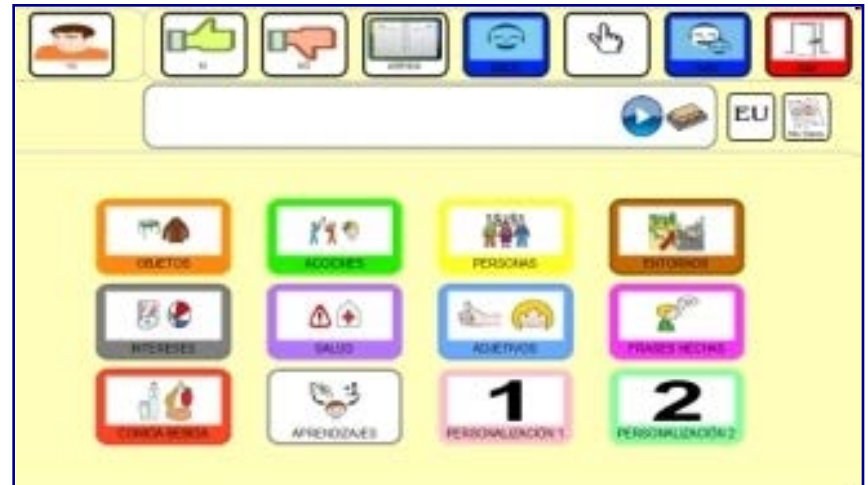 SI
NO
EU
OBJETOS
ACCIONES
PERSONAS
ENTORNOS
INTERESES
SALUD
ADJETIVOS
FRASES HECHAS
COMIDA BEBIDA
APRENDIZAJES
1
PERSONALIZACIÓN 1
2
PERSONALIZACIÓN 2